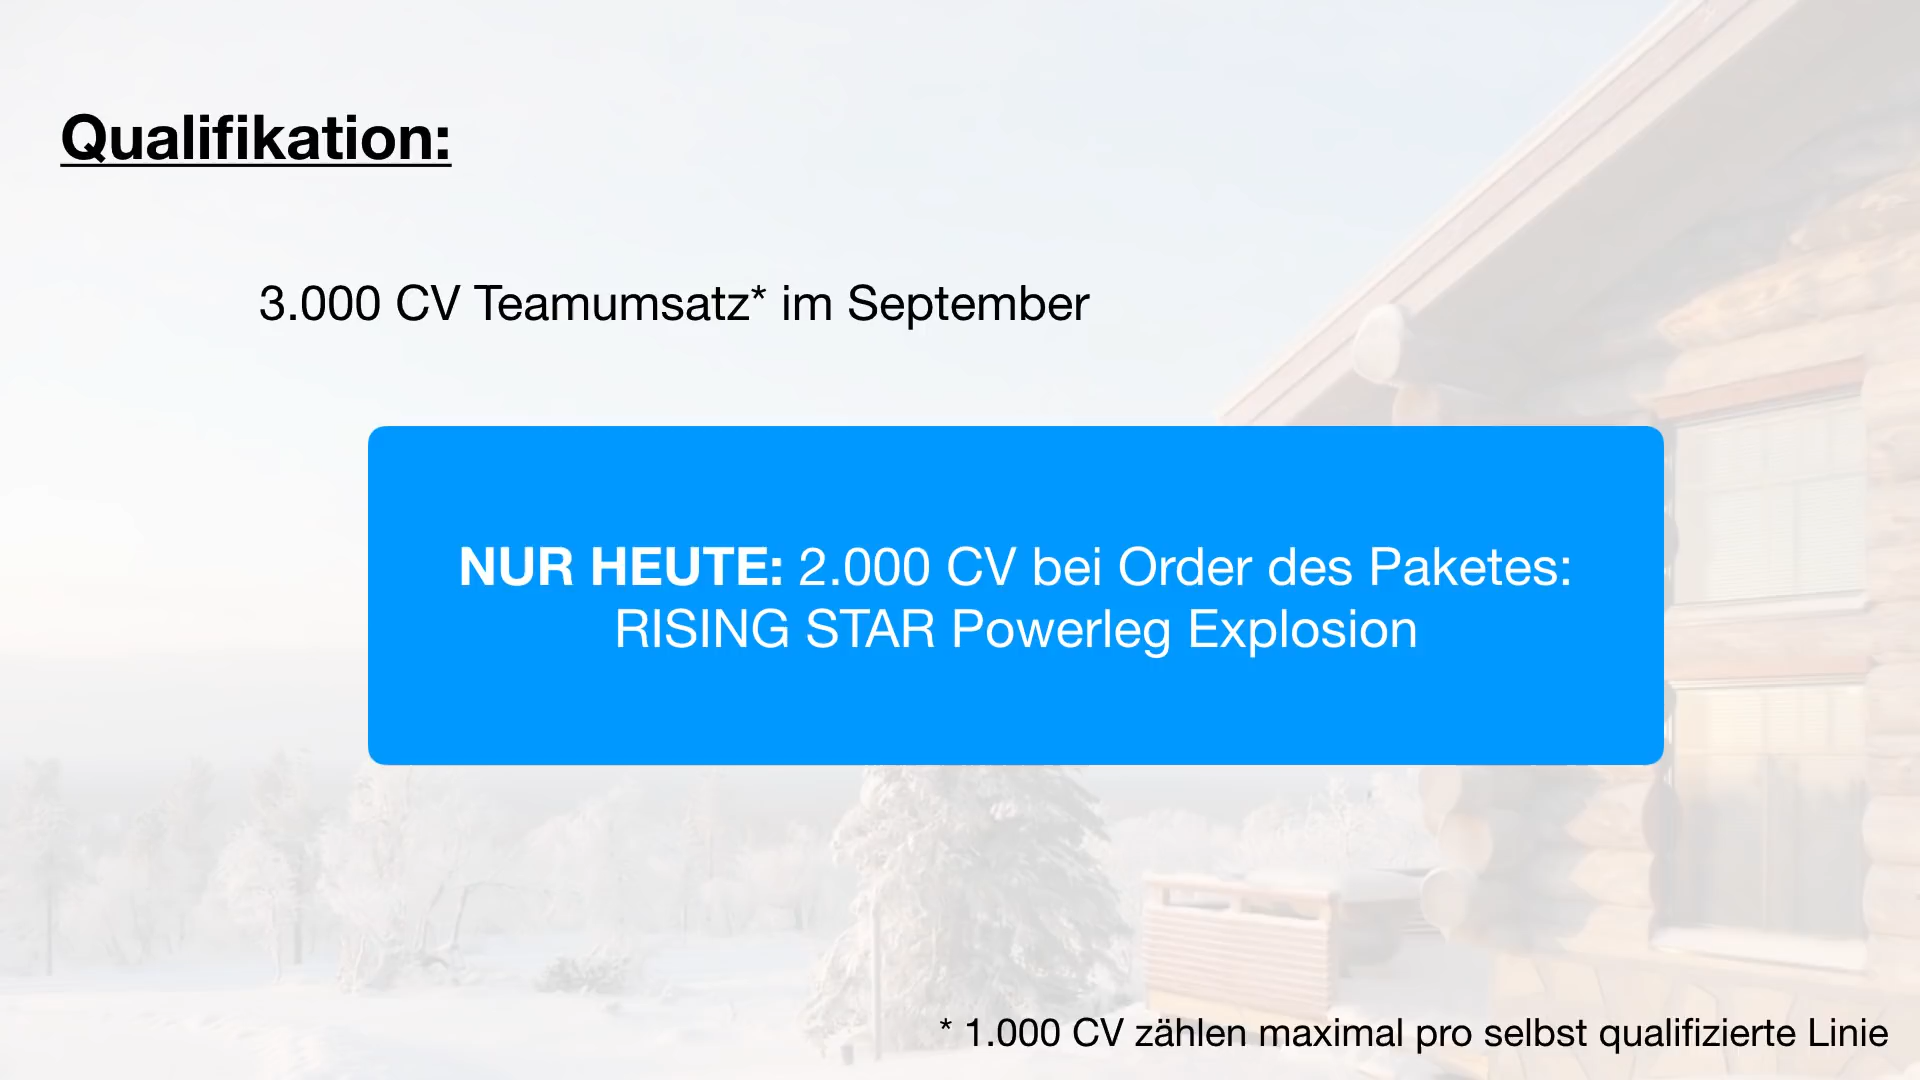 Qualifikation:
3.000 CV Teamumsatz* im September
NUR HEUTE: 2.000 CV bei Order des Paketes:
RISING STAR Powerleg Explosion
* 1.000 CV zählen maximal pro selbst qualifizierte Linie